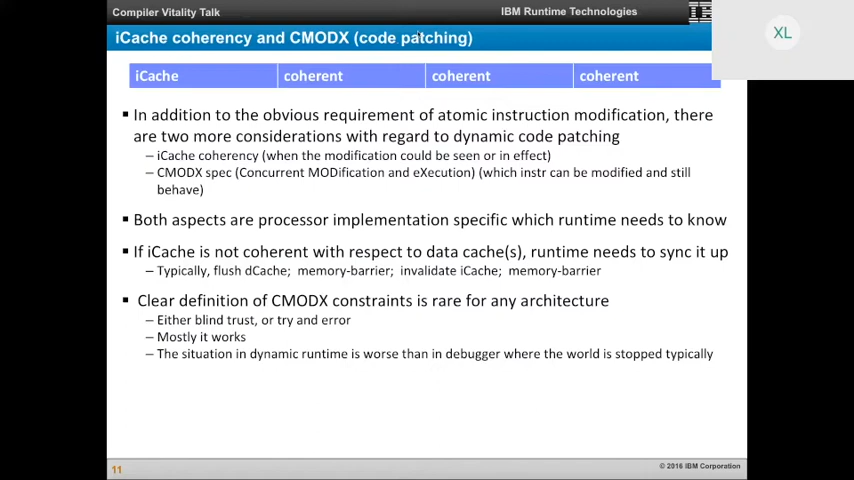 Compiler Vitality Talk
IBM Runtime Technologies
IBM
XL
iCache coherency and CMODX (code patching)
iCache coherent coherent coherent
▪ In addition to the obvious requirement of atomic instruction modification, there
are two more considerations with regard to dynamic code patching
– iCache coherency (when the modification could be seen or in effect)
– CMODX spec (Concurrent MODification and eXecution) (which instr can be modified and still
behave)
▪ Both aspects are processor implementation specific which runtime needs to know
▪ If iCache is not coherent with respect to data cache(s), runtime needs to sync it up
– Typically, flush dCache; memory-barrier; invalidate iCache; memory-barrier
▪ Clear definition of CMODX constraints is rare for any architecture
– Either blind trust, or try and error
– Mostly it works
– The situation in dynamic runtime is worse than in debugger where the world is stopped typically
11
© 2016 IBM Corporation